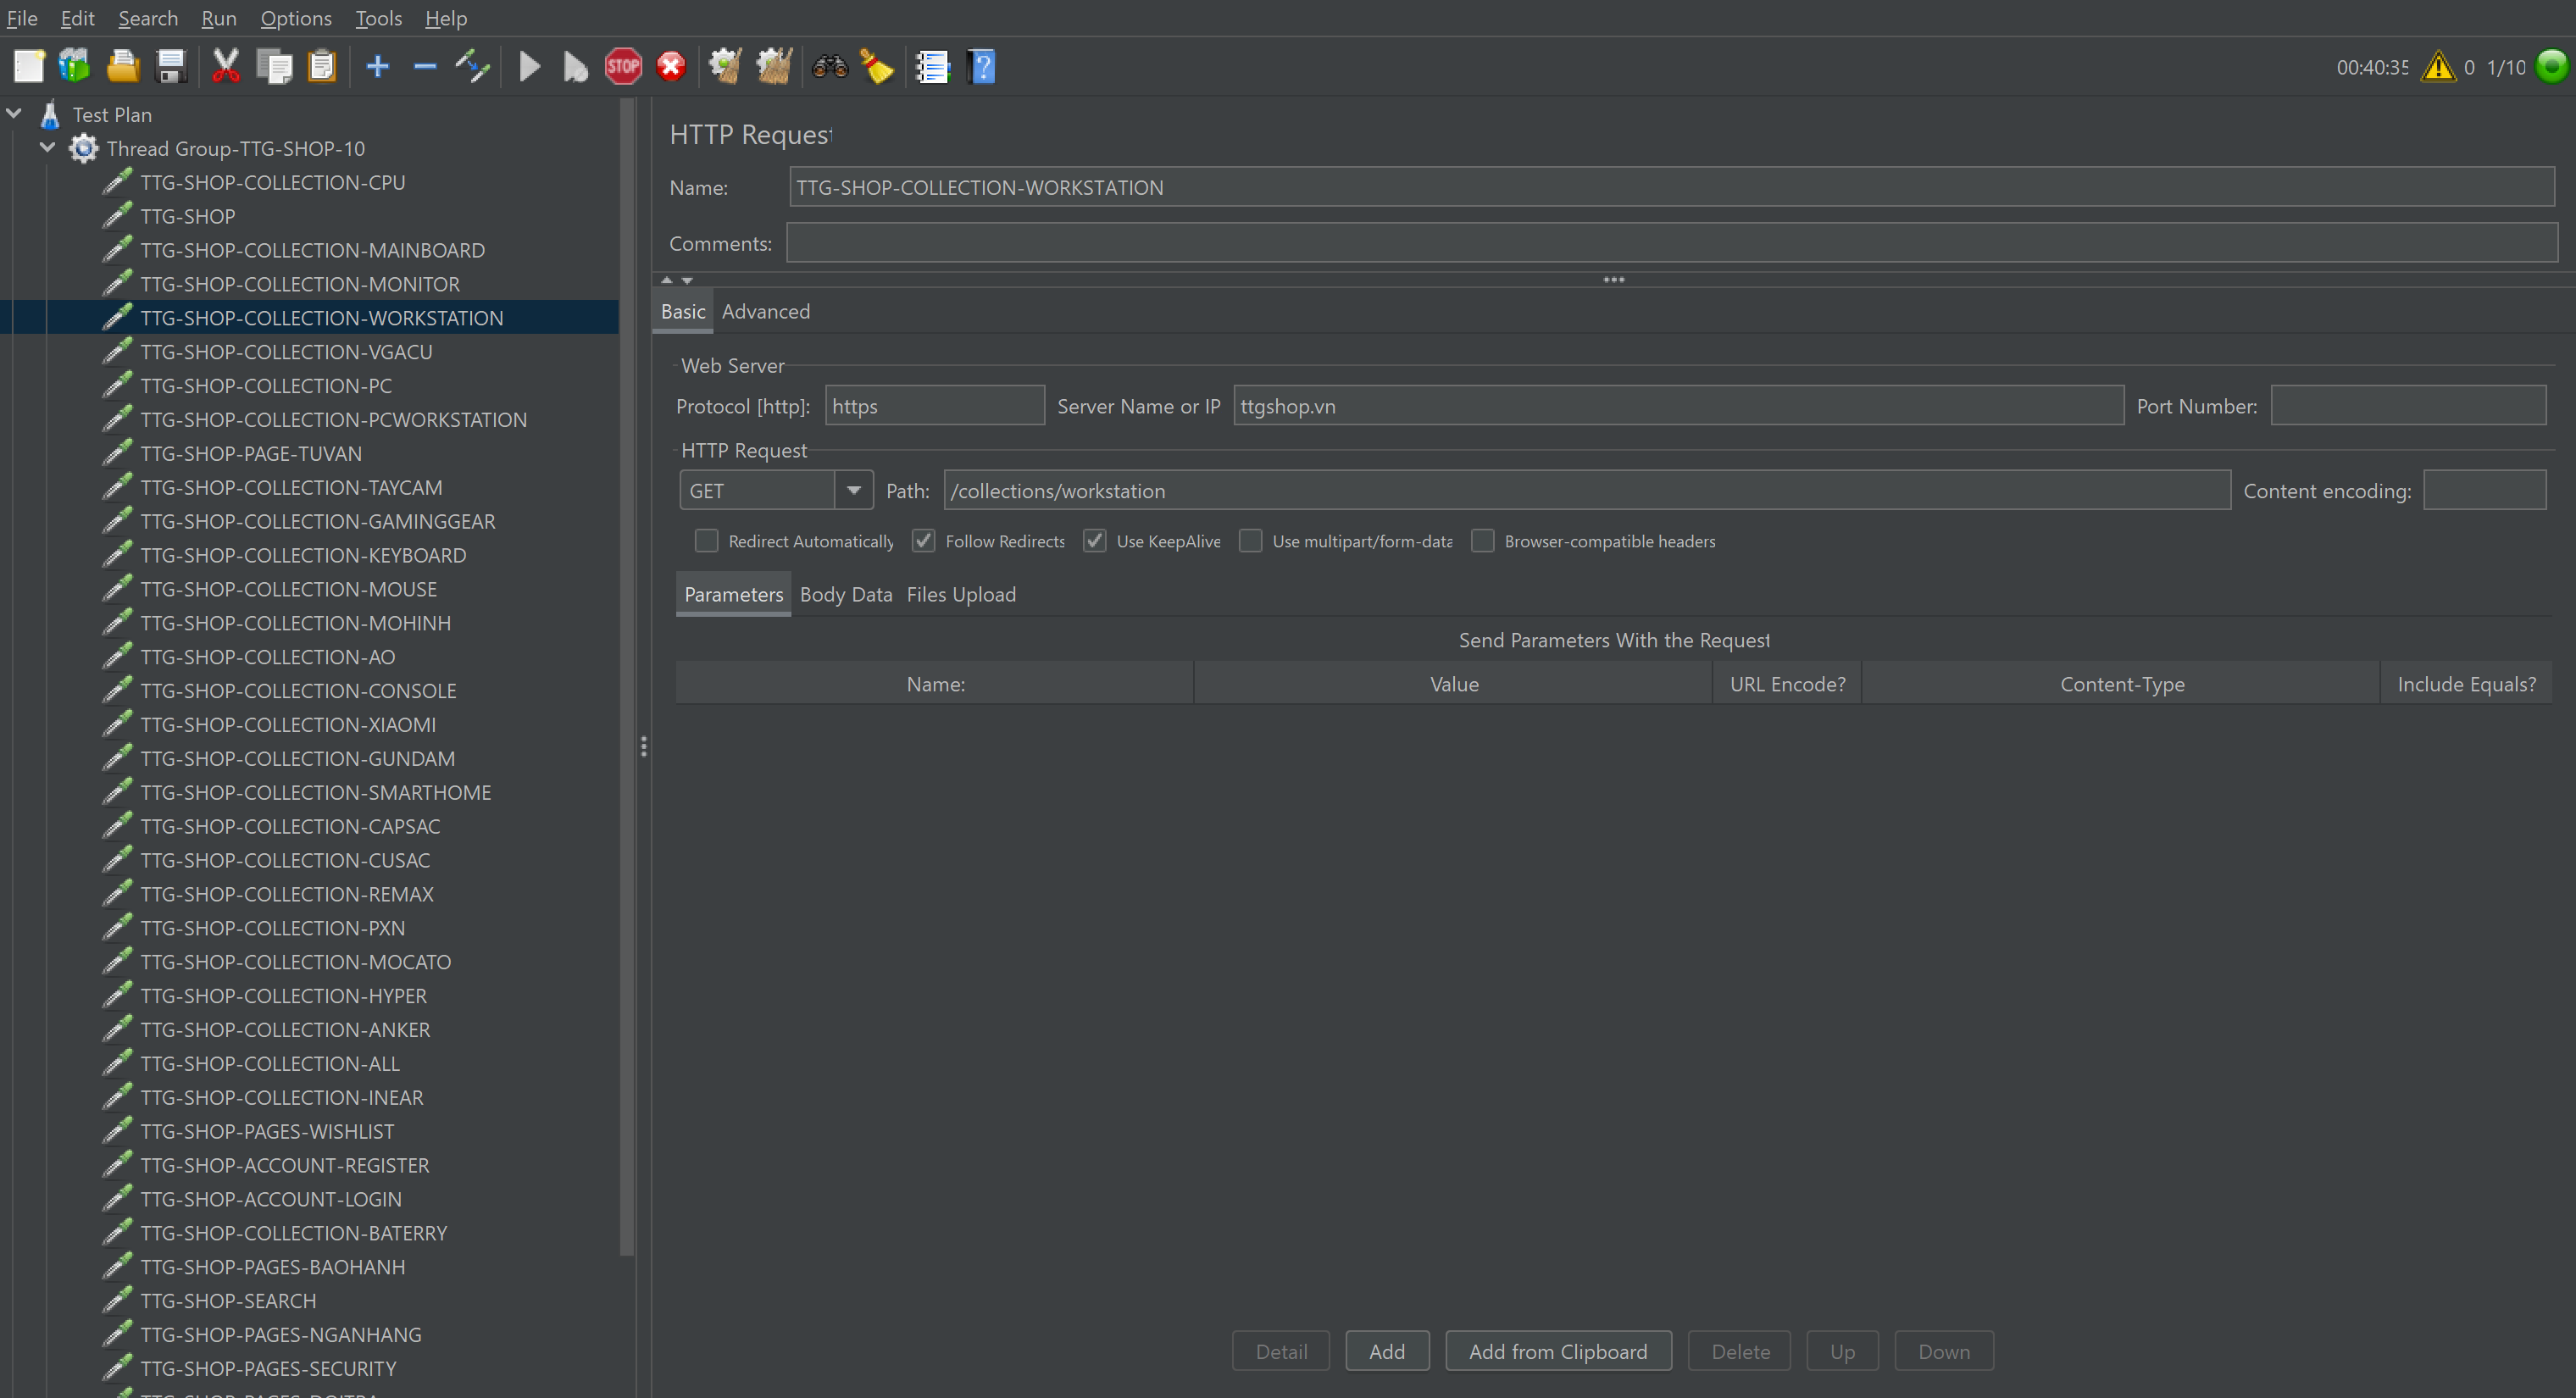 File Edit Search Run Options Tools Help
STOP
00:40:35 0 1/10
Test Plan
Thread Group-TTG-SHOP-10
TTG-SHOP-COLLECTION-CPU
TTG-SHOP
TTG-SHOP-COLLECTION-MAINBOARD
TTG-SHOP-COLLECTION-MONITOR
TTG-SHOP-COLLECTION-WORKSTATION
TTG-SHOP-COLLECTION-VGACU
TTG-SHOP-COLLECTION-PC
TTG-SHOP-COLLECTION-PCWORKSTATION
TTG-SHOP-PAGE-TUVAN
TTG-SHOP-COLLECTION-TAYCAM
TTG-SHOP-COLLECTION-GAMINGGEAR
TTG-SHOP-COLLECTION-KEYBOARD
TTG-SHOP-COLLECTION-MOUSE
TTG-SHOP-COLLECTION-MOHINH
TTG-SHOP-COLLECTION-AO
TTG-SHOP-COLLECTION-CONSOLE
TTG-SHOP-COLLECTION-XIAOMI
TTG-SHOP-COLLECTION-GUNDAM
TTG-SHOP-COLLECTION-SMARTHOME
TTG-SHOP-COLLECTION-CAPSAC
TTG-SHOP-COLLECTION-CUSAC
TTG-SHOP-COLLECTION-REMAX
TTG-SHOP-COLLECTION-PXN
TTG-SHOP-COLLECTION-MOCATO
TTG-SHOP-COLLECTION-HYPER
TTG-SHOP-COLLECTION-ANKER
TTG-SHOP-COLLECTION-ALL
TTG-SHOP-COLLECTION-INEAR
TTG-SHOP-PAGES-WISHLIST
TTG-SHOP-ACCOUNT-REGISTER
TTG-SHOP-ACCOUNT-LOGIN
TTG-SHOP-COLLECTION-BATERRY
TTG-SHOP-PAGES-BAOHANH
TTG-SHOP-SEARCH
TTG-SHOP-PAGES-NGANHANG
TTG-SHOP-PAGES-SECURITY
HTTP Request
Name: TTG-SHOP-COLLECTION-WORKSTATION
Comments:
Basic Advanced
Web Server
Protocol [http]: https Server Name or IP ttgshop.vn Port Number:
HTTP Request
GET Path: /collections/workstation Content encoding:
Redirect Automatically Follow Redirects Use KeepAlive Use multipart/form-data Browser-compatible headers
Parameters Body Data Files Upload
Send Parameters With the Request
Name: Value URL Encode? Content-Type Include Equals?
Detail Add Add from Clipboard Delete Up Down